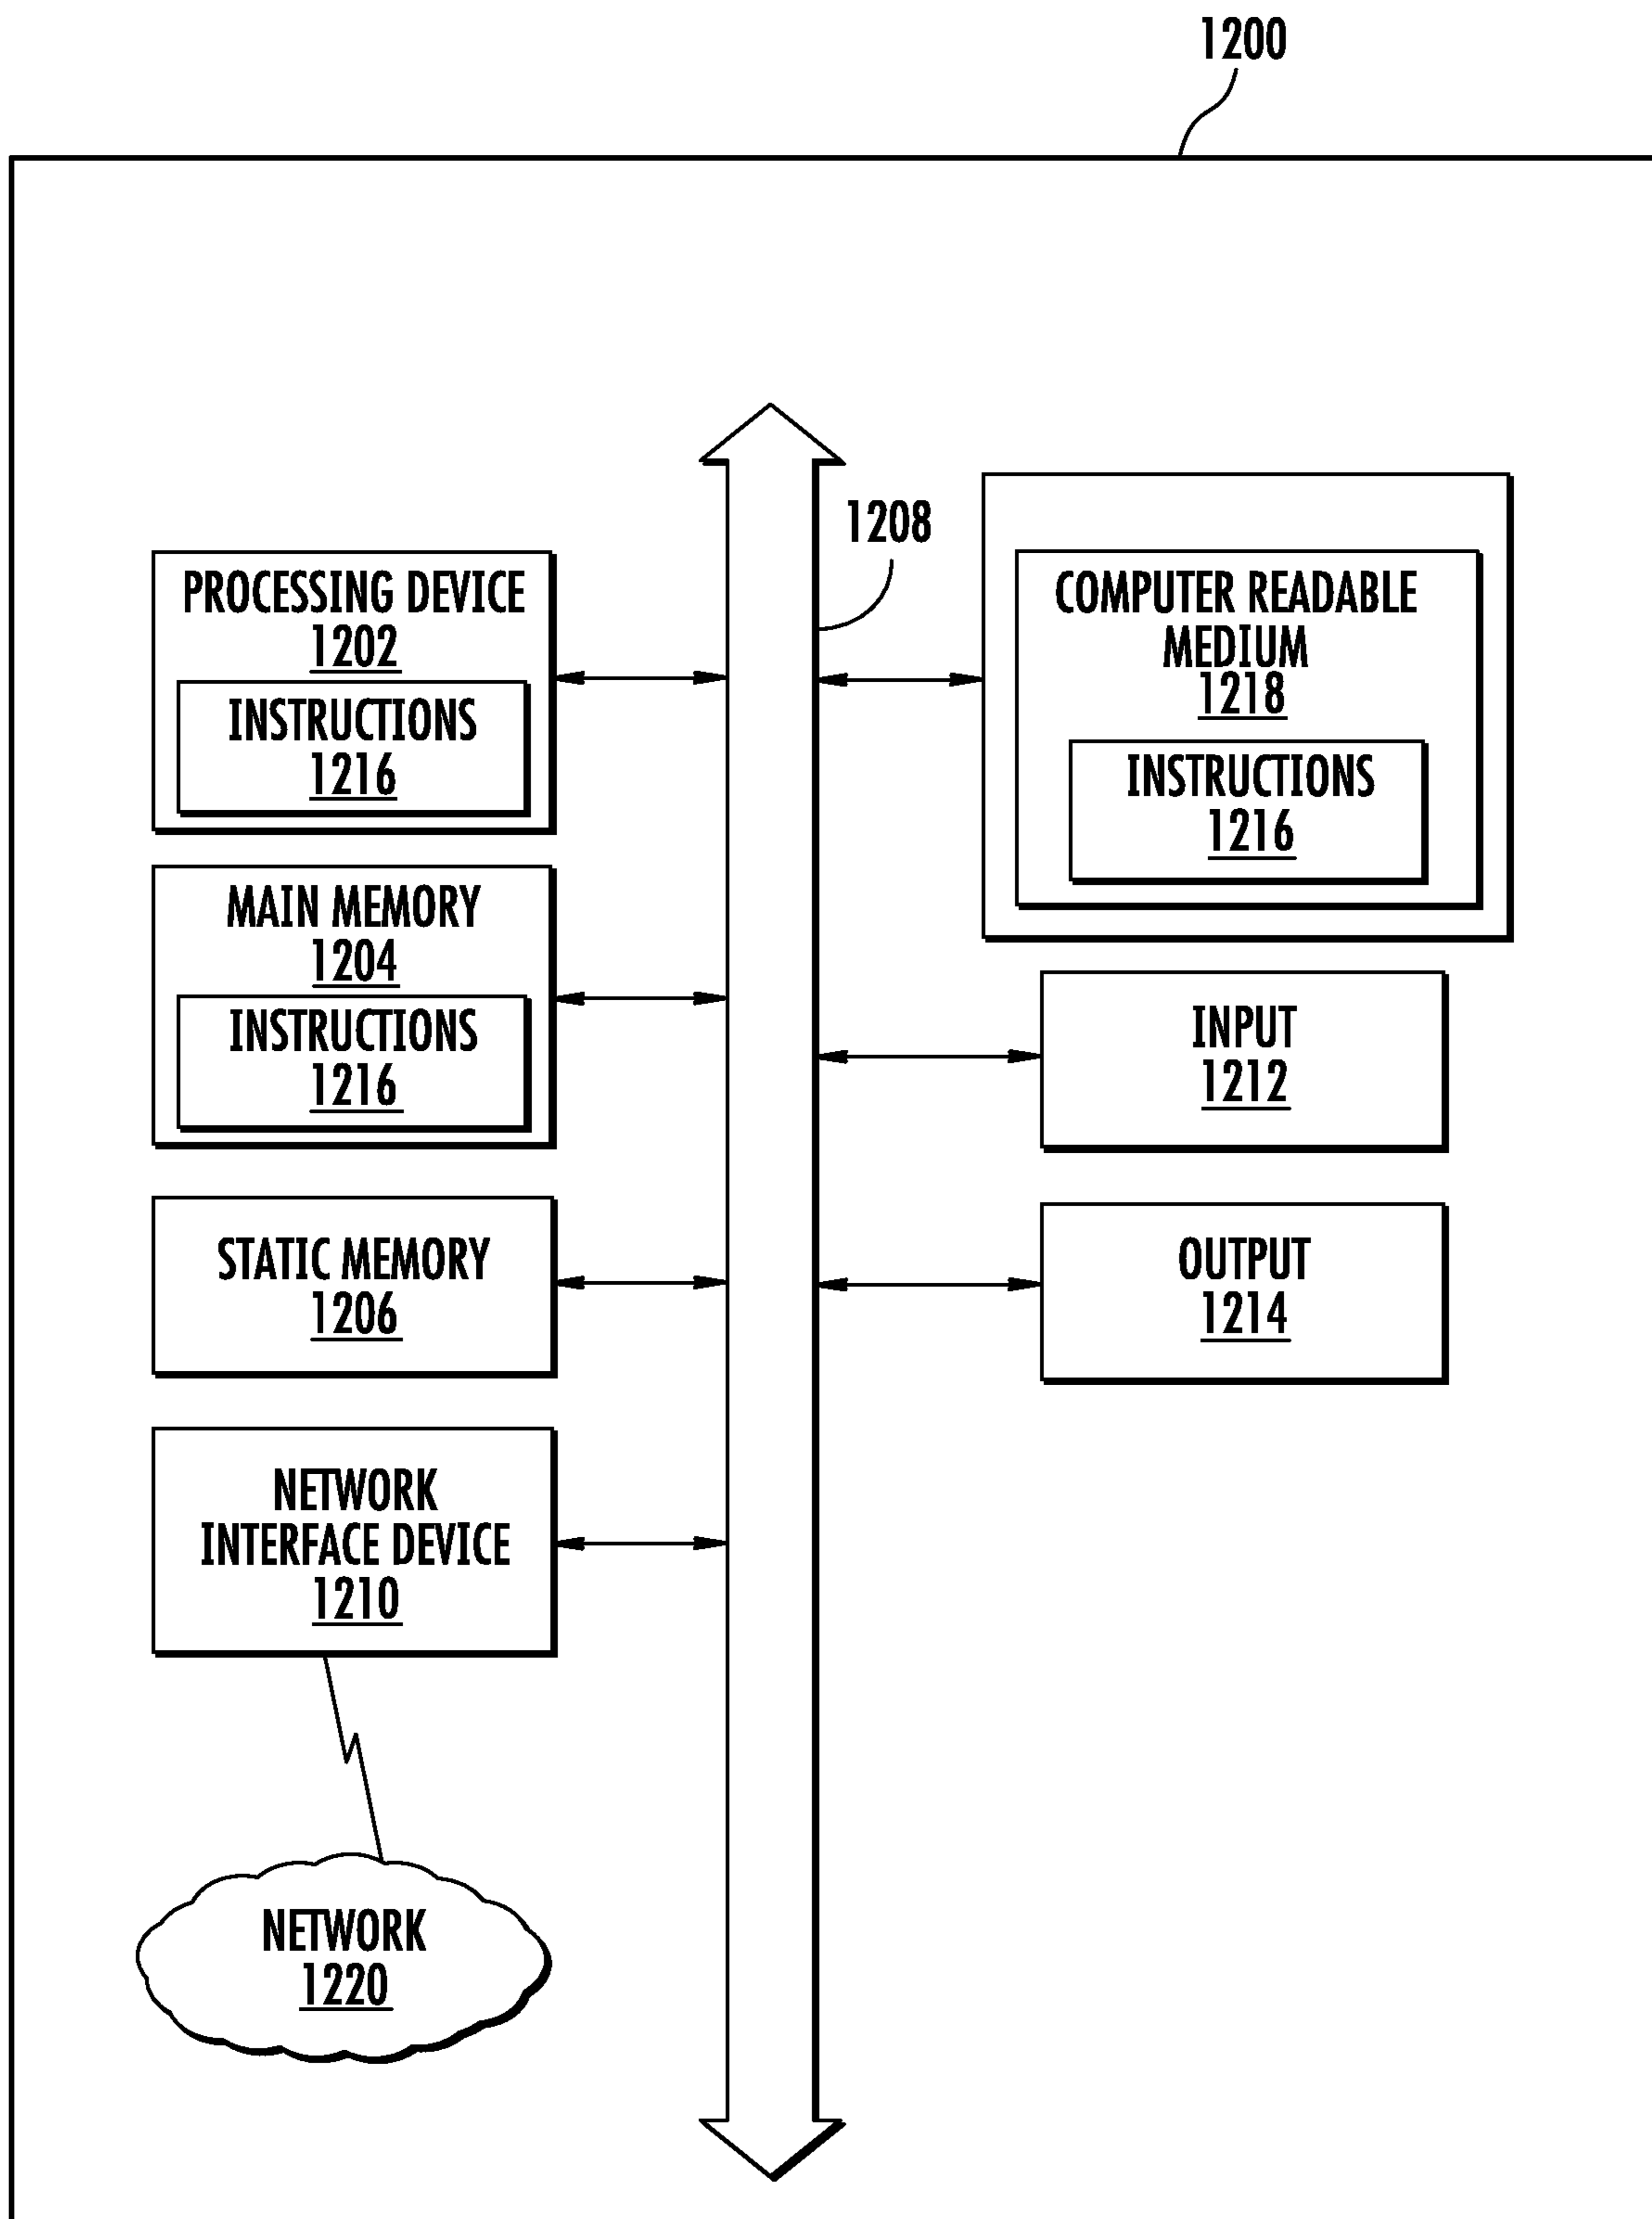 1200
1208
PROCESSING DEVICE
1202
INSTRUCTIONS
1216
MAIN MEMORY
1204
INSTRUCTIONS
1216
STATIC MEMORY
1206
NETWORK
INTERFACE DEVICE
1210
NETWORK
1220
COMPUTER READABLE
MEDIUM
1218
INSTRUCTIONS
1216
INPUT
1212
OUTPUT
1214